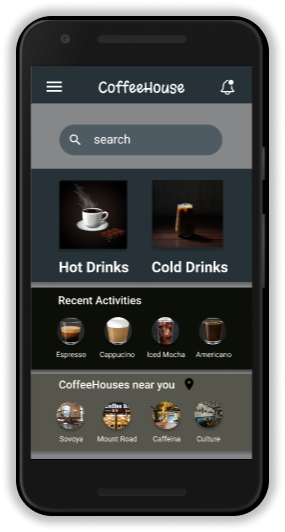 CoffeeHouse
search
Hot Drinks Cold Drinks
Recent Activities
Espresso Cappucino Iced Mocha Americano
CoffeeHouses near you
Sovoya Mount Road Caffeina Culture